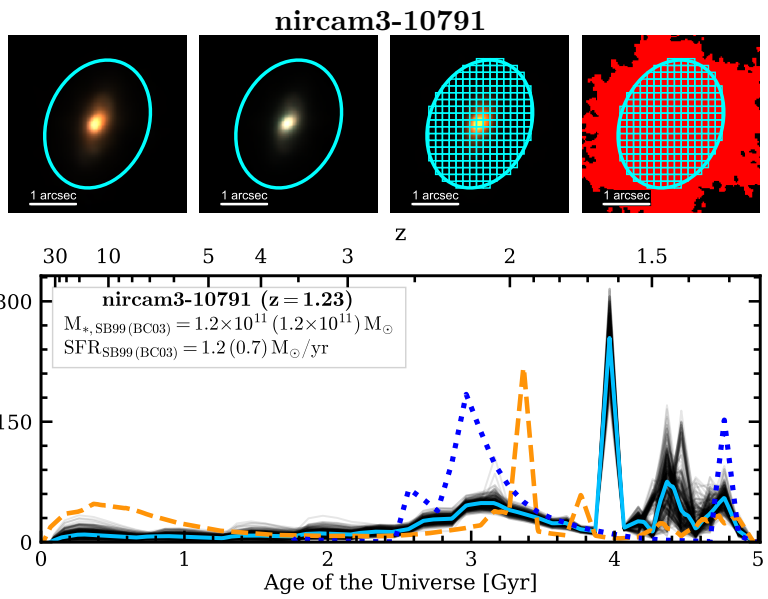 nircam3-10791
1 arcsec
1 arcsec
1 arcsec
1 arcsec
z
30 10 5 4 3 2 1.5
nircam3-10791 (z = 1.23)
M*, SB99 (BC03) = 1.2×10¹¹ (1.2×10¹¹) M⊙
SFR SB99 (BC03) = 1.2 (0.7) M⊙/yr
300
150
0
0 1 2 3 4 5
Age of the Universe [Gyr]